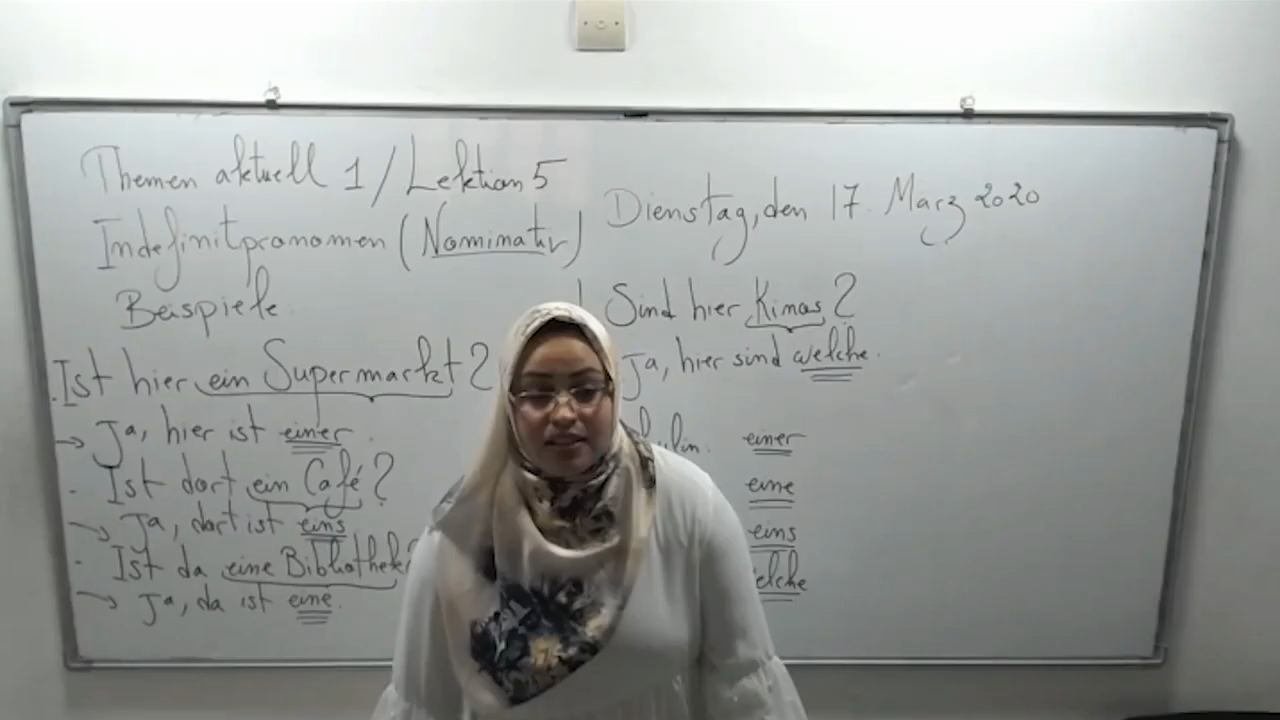 Themen aktuell 1 / Lektion 5
Dienstag, den 17. März 2020
Indefinitpronomen (Nominativ)
Beispiele
Ist hier ein Supermarkt?
→ Ja, hier ist einer.
. Ist dort ein Café?
→ Ja, dort ist eins
. Ist da eine Bibliothek?
→ Ja, da ist eine.
Sind hier Kinos?
Ja, hier sind welche.
einer
eine
eins